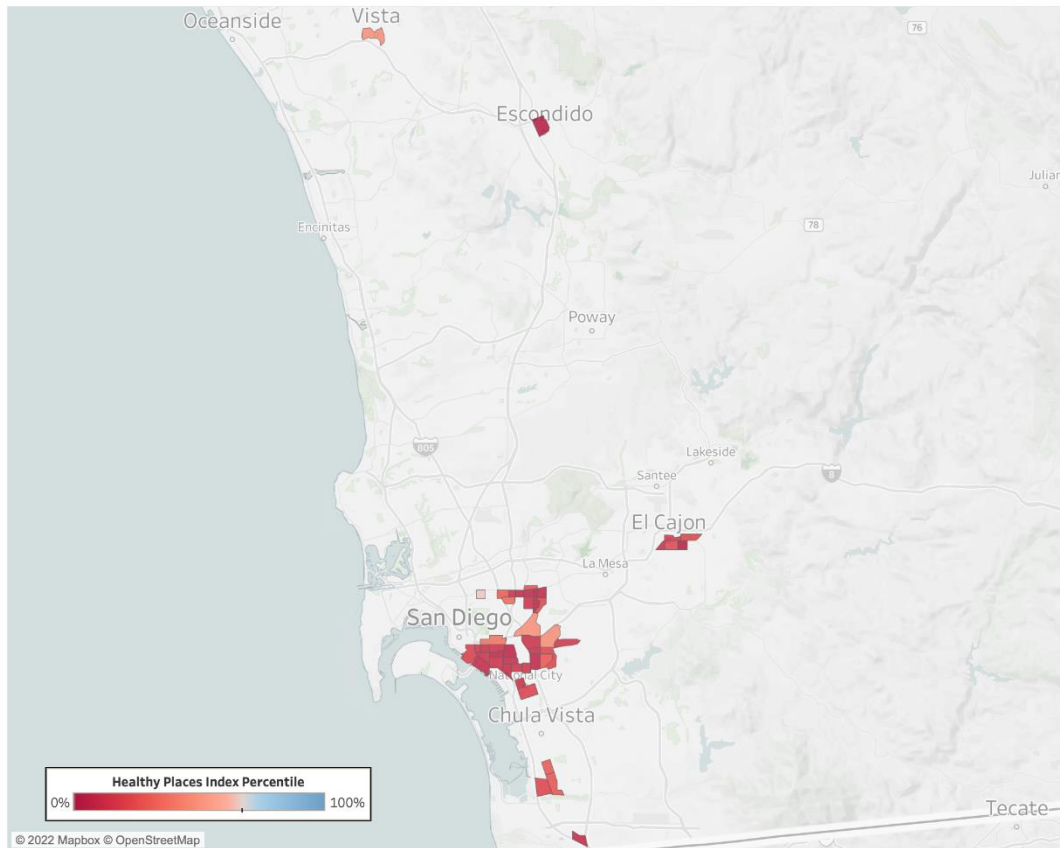 Oceanside
Vista
76
Escondido
Julian
Encinitas
78
Poway
805
Lakeside
Santee
8
El Cajon
La Mesa
San Diego
National City
Chula Vista
Healthy Places Index Percentile
0%
100%
Tecate
© 2022 Mapbox © OpenStreetMap